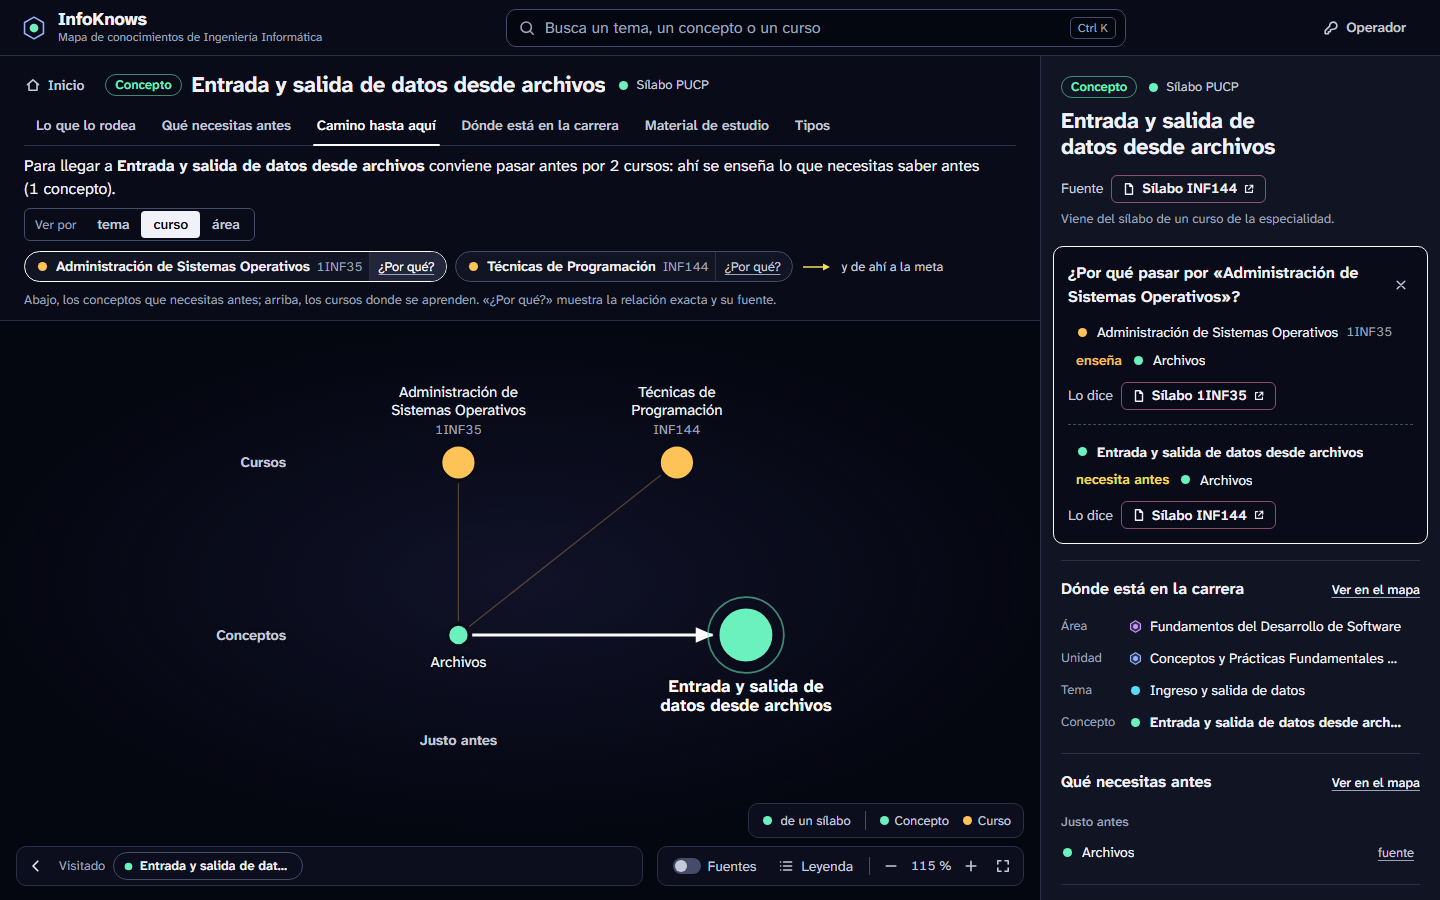 InfoKnows
Mapa de conocimientos de Ingeniería Informática
Busca un tema, un concepto o un curso
Ctrl K
Operador
Inicio
Concepto
Entrada y salida de datos desde archivos
Sílabo PUCP
Lo que lo rodea
Qué necesitas antes
Camino hasta aquí
Dónde está en la carrera
Material de estudio
Tipos
Para llegar a Entrada y salida de datos desde archivos conviene pasar antes por 2 cursos: ahí se enseña lo que necesitas saber antes
(1 concepto).
Ver por
tema
curso
área
Administración de Sistemas Operativos 1INF35 ¿Por qué?
Técnicas de Programación INF144 ¿Por qué?
y de ahí a la meta
Abajo, los conceptos que necesitas antes; arriba, los cursos donde se aprenden. «¿Por qué?» muestra la relación exacta y su fuente.
Administración de
Sistemas Operativos
1INF35
Técnicas de
Programación
INF144
Cursos
Conceptos
Archivos
Entrada y salida de
datos desde archivos
Justo antes
de un sílabo
Concepto
Curso
Visitado
Entrada y salida de dat...
Fuentes
Leyenda
115 %
Concepto
Sílabo PUCP
Entrada y salida de
datos desde archivos
Fuente
Sílabo INF144
Viene del sílabo de un curso de la especialidad.
¿Por qué pasar por «Administración de
Sistemas Operativos»?
Administración de Sistemas Operativos 1INF35
enseña
Archivos
Lo dice
Sílabo 1INF35
Entrada y salida de datos desde archivos
necesita antes
Archivos
Lo dice
Sílabo INF144
Dónde está en la carrera
Ver en el mapa
Área
Fundamentos del Desarrollo de Software
Unidad
Conceptos y Prácticas Fundamentales ...
Tema
Ingreso y salida de datos
Concepto
Entrada y salida de datos desde arch...
Qué necesitas antes
Ver en el mapa
Justo antes
Archivos
fuente